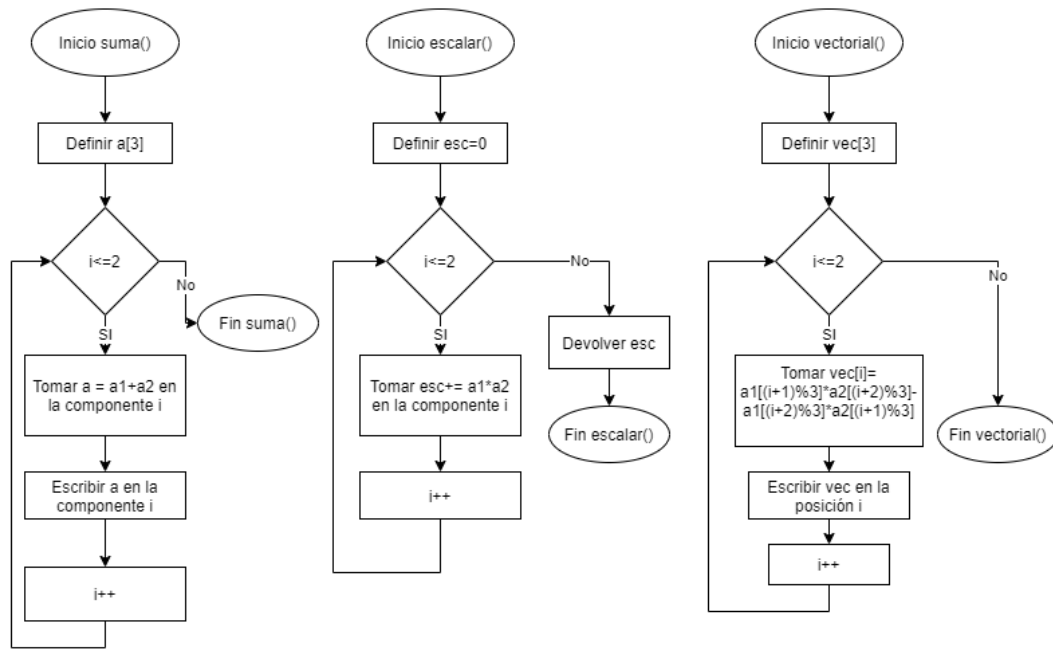 Inicio suma()
Definir a[3]
i<=2
No
Fin suma()
SI
Tomar a = a1+a2 en
la componente i
Escribir a en la
componente i
i++
Inicio escalar()
Definir esc=0
i<=2
No
Devolver esc
Fin escalar()
SI
Tomar esc+= a1*a2
en la componente i
i++
Inicio vectorial()
Definir vec[3]
i<=2
No
Fin vectorial()
SI
Tomar vec[i]=
a1[(i+1)%3]*a2[(i+2)%3]-
a1[(i+2)%3]*a2[(i+1)%3]
Escribir vec en la
posición i
i++